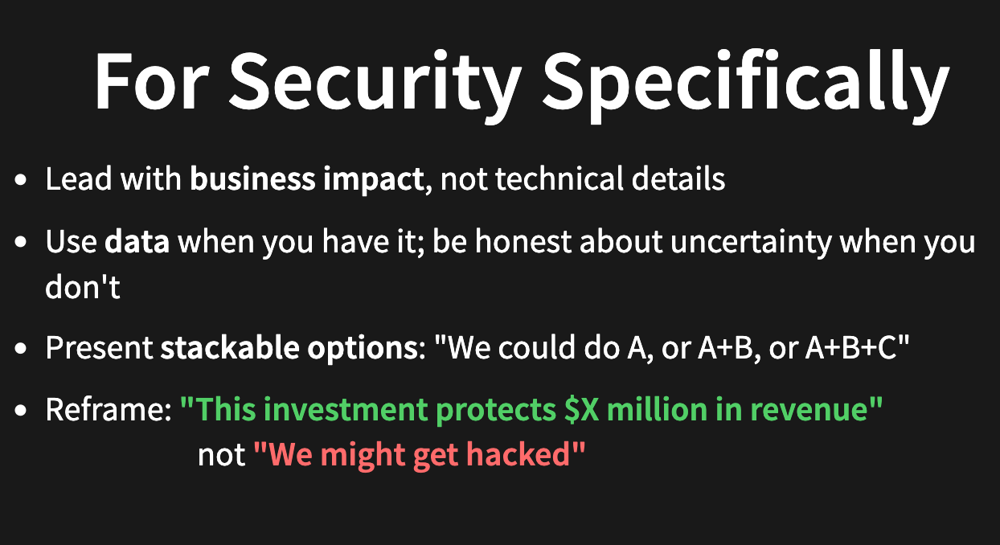 For Security Specifically
• Lead with business impact, not technical details
• Use data when you have it; be honest about uncertainty when you
don't
• Present stackable options: "We could do A, or A+B, or A+B+C"
• Reframe: "This investment protects $X million in revenue"
not "We might get hacked"